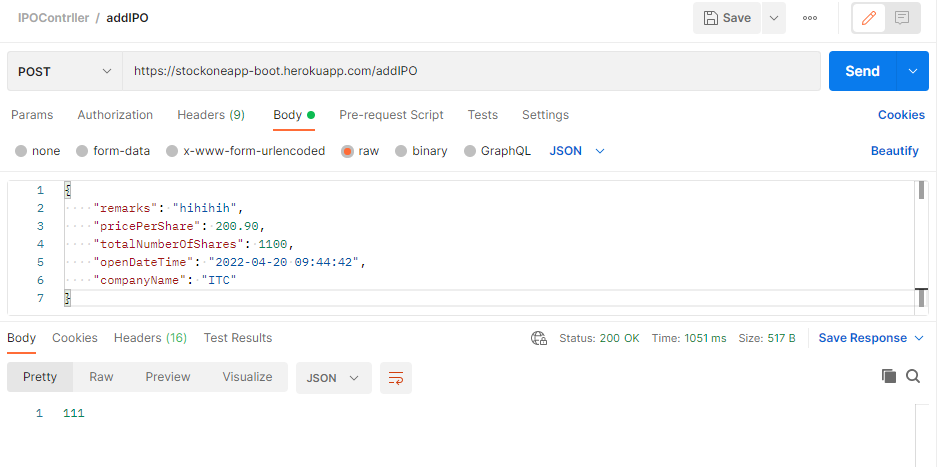 IPOContrller / addIPO
Save
POST https://stockoneapp-boot.herokuapp.com/addIPO Send
Params Authorization Headers (9) Body Pre-request Script Tests Settings Cookies
none form-data x-www-form-urlencoded raw binary GraphQL JSON Beautify
1 {
2 "remarks": "hihihih",
3 "pricePerShare": 200.90,
4 "totalNumberOfShares": 1100,
5 "openDateTime": "2022-04-20 09:44:42",
6 "companyName": "ITC"
7 }
Body Cookies Headers (16) Test Results Status: 200 OK Time: 1051 ms Size: 517 B Save Response
Pretty Raw Preview Visualize JSON
1 111